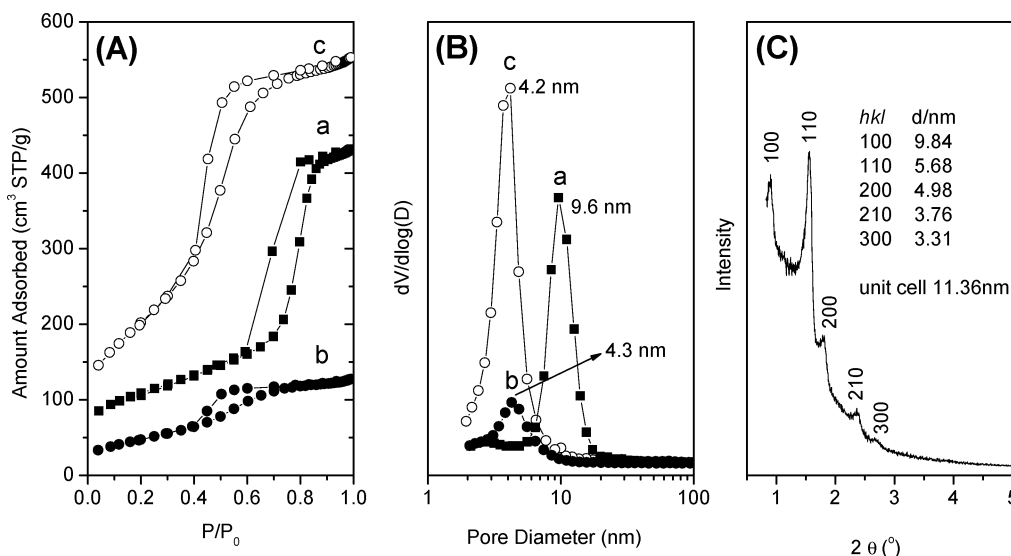 (A)
600
500
400
300
200
100
0
Amount Adsorbed (cm³ STP/g)
c
a
b
0.0 0.2 0.4 0.6 0.8 1.0
P/P₀
(B)
dV/dlog(D)
c
4.2 nm
a
9.6 nm
4.3 nm
b
1 10 100
Pore Diameter (nm)
(C)
Intensity
100
110
200
210
300
hkl d/nm
100 9.84
110 5.68
200 4.98
210 3.76
300 3.31
unit cell 11.36nm
1 2 3 4 5
2 θ (°)